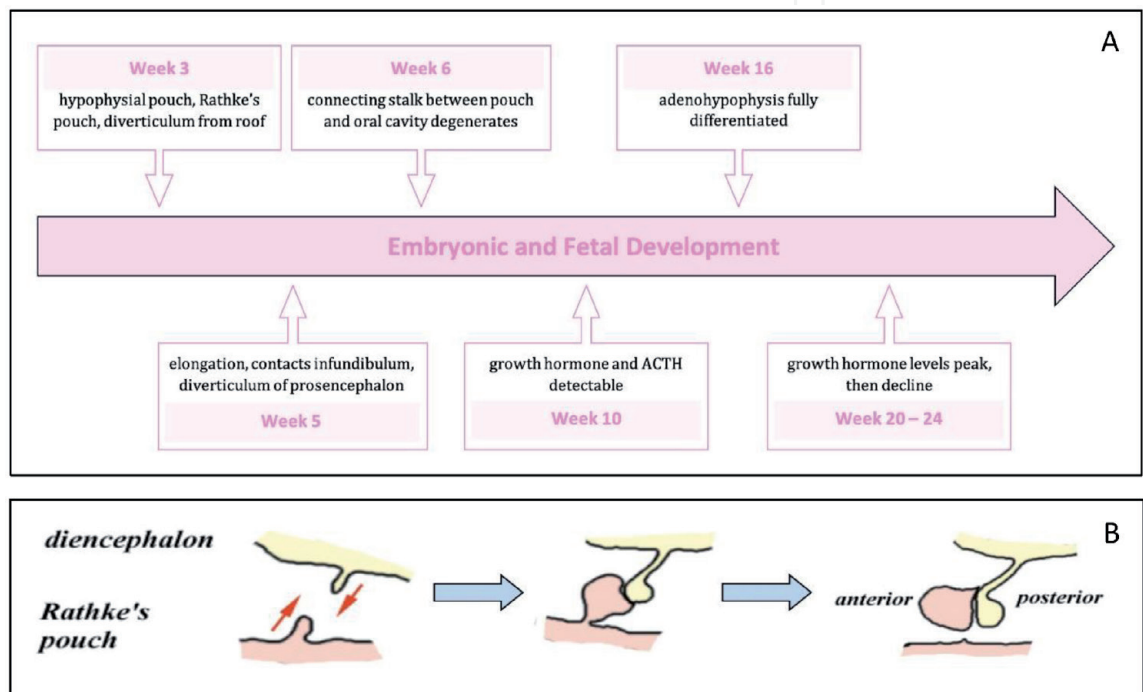 A
Week 3
hypophysial pouch, Rathke's
pouch, diverticulum from roof
Week 6
connecting stalk between pouch
and oral cavity degenerates
Week 16
adenohypophysis fully
differentiated
Embryonic and Fetal Development
elongation, contacts infundibulum,
diverticulum of prosencephalon
Week 5
growth hormone and ACTH
detectable
Week 10
growth hormone levels peak,
then decline
Week 20 – 24
B
diencephalon
Rathke's
pouch
anterior
posterior